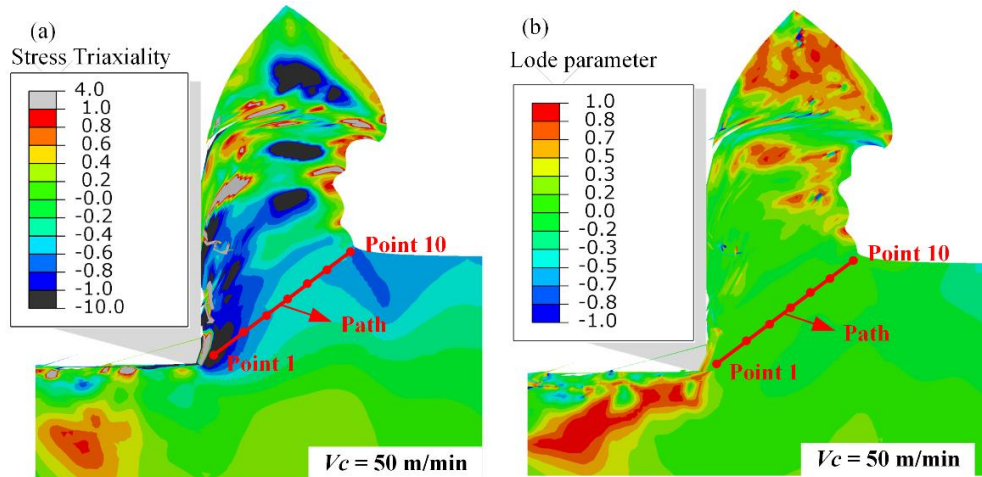 (a)
Stress Triaxiality
4.0
1.0
0.8
0.6
0.4
0.2
-0.0
-0.2
-0.4
-0.6
-0.8
-1.0
-10.0
Point 10
Path
Point 1
Vc = 50 m/min
(b)
Lode parameter
1.0
0.8
0.7
0.5
0.3
0.2
0.0
-0.2
-0.3
-0.5
-0.7
-0.8
-1.0
Point 10
Path
Point 1
Vc = 50 m/min